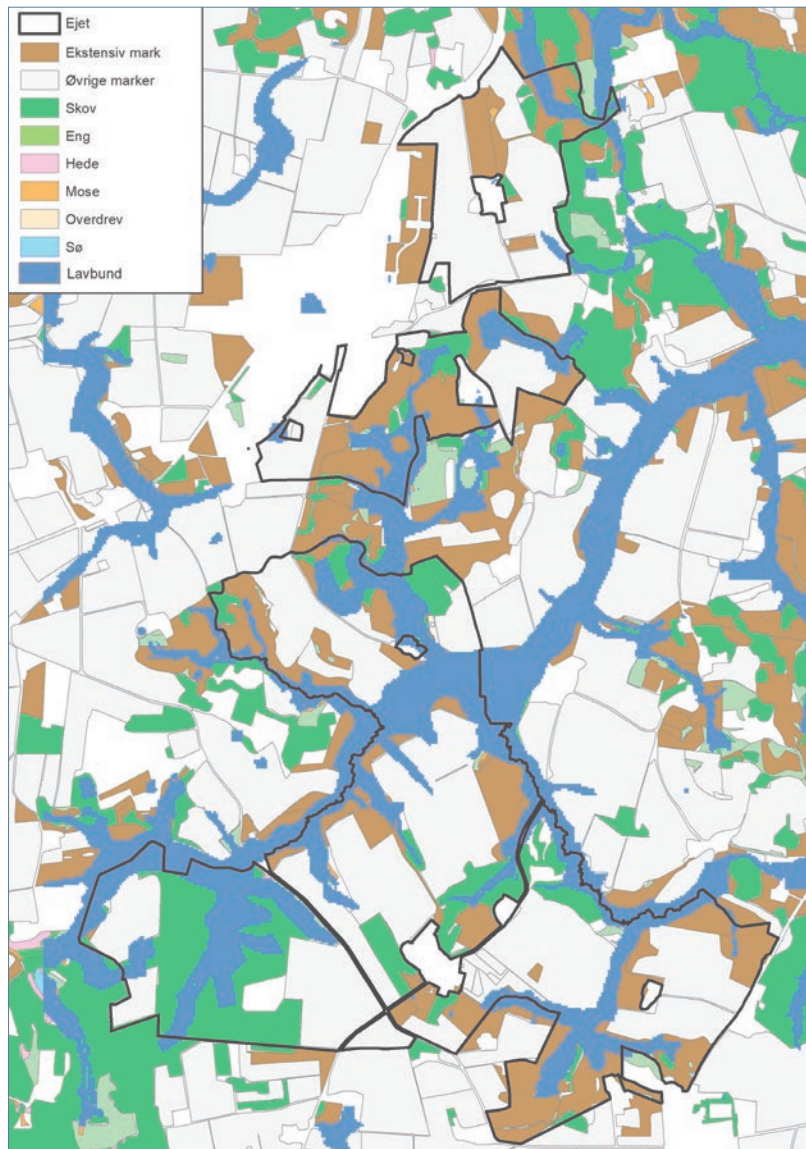 Ejet
Ekstensiv mark
Øvrige marker
Skov
Eng
Hede
Mose
Overdrev
Sø
Lavbund